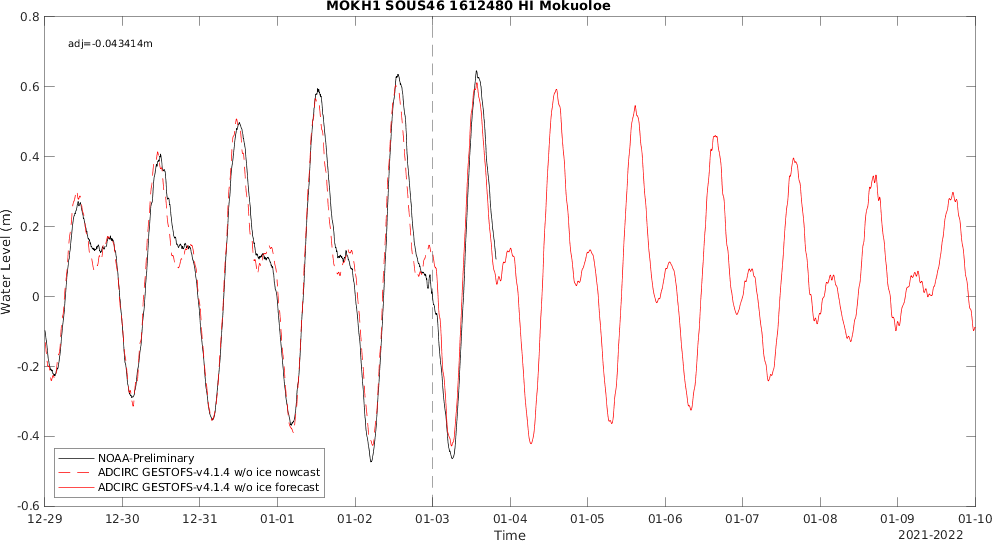 MOKH1 SOUS46 1612480 HI Mokuoloe
adj=-0.043414m
Water Level (m)
0.8
0.6
0.4
0.2
0
-0.2
-0.4
-0.6
NOAA-Preliminary
ADCIRC GESTOFS-v4.1.4 w/o ice nowcast
ADCIRC GESTOFS-v4.1.4 w/o ice forecast
12-29 12-30 12-31 01-01 01-02 01-03 01-04 01-05 01-06 01-07 01-08 01-09 01-10
Time
2021-2022